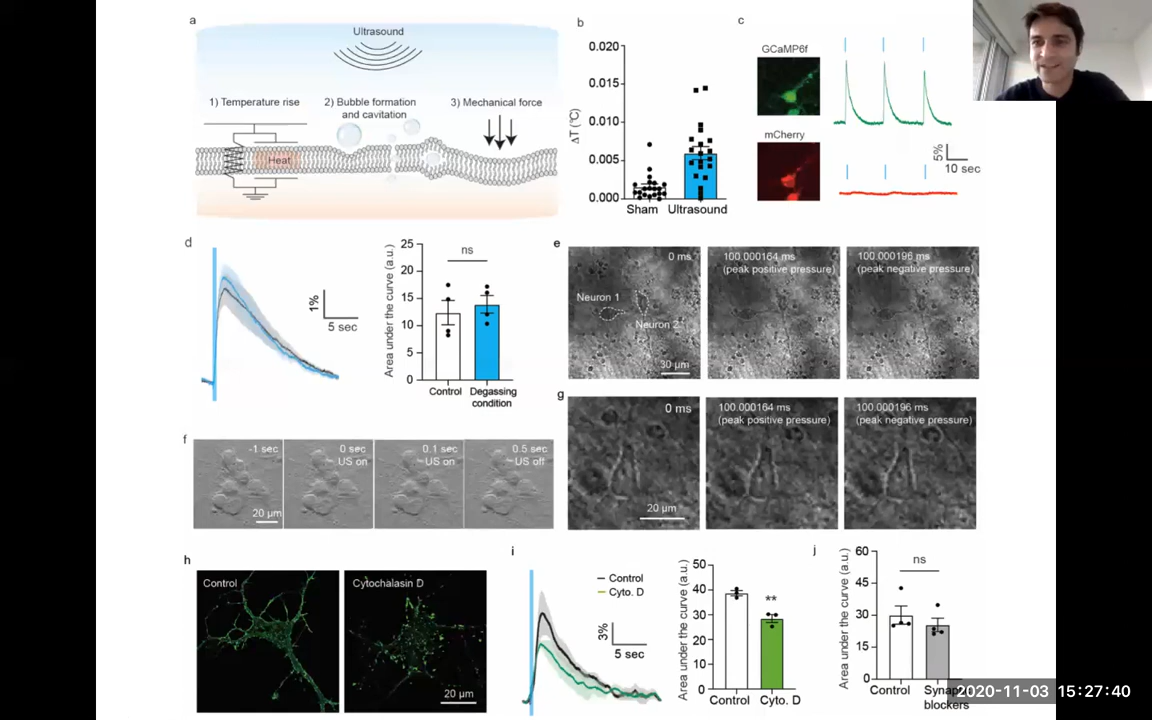 a
Ultrasound
1) Temperature rise
2) Bubble formation
and cavitation
3) Mechanical force
Heat
b
0.020
0.015
0.010
0.005
0.000
ΔT (°C)
Sham
Ultrasound
c
GCaMP6f
mCherry
5%
10 sec
d
1%
5 sec
25
20
15
10
5
0
Area under the curve (a.u.)
ns
Control
Degassing
condition
e
0 ms
Neuron 1
Neuron 2
30 µm
100.000164 ms
(peak positive pressure)
100.000196 ms
(peak negative pressure)
f
-1 sec
20 µm
0 sec
US on
0.1 sec
US on
0.5 sec
US off
g
0 ms
20 µm
100.000164 ms
(peak positive pressure)
100.000196 ms
(peak negative pressure)
h
Control
Cytochalasin D
20 µm
i
Control
Cyto. D
3%
5 sec
50
40
30
20
10
0
Area under the curve (a.u.)
**
Control
Cyto. D
j
60
45
30
15
0
Area under the curve (a.u.)
ns
Control
blockers
2020-11-03 15:27:40